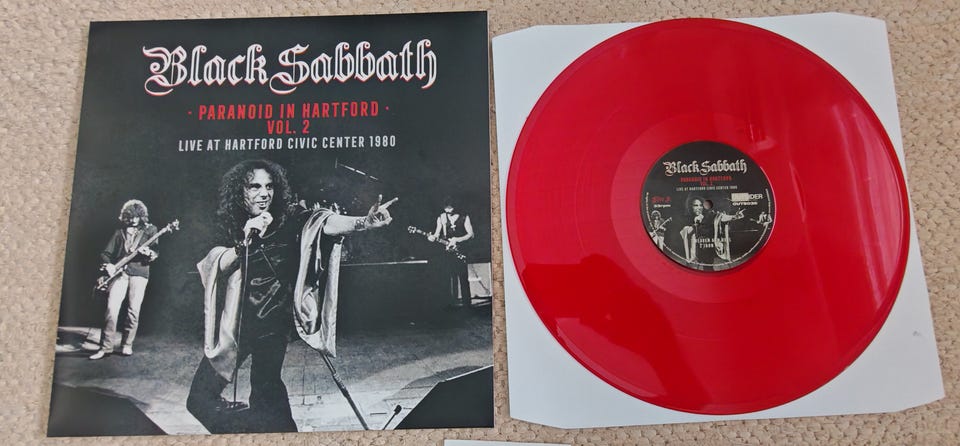 Black Sabbath
· PARANOID IN HARTFORD ·
VOL. 2
LIVE AT HARTFORD CIVIC CENTER 1980
Black Sabbath
PARANOID IN HARTFORD
VOL. 2
LIVE AT HARTFORD CIVIC CENTER 1980
33rpm